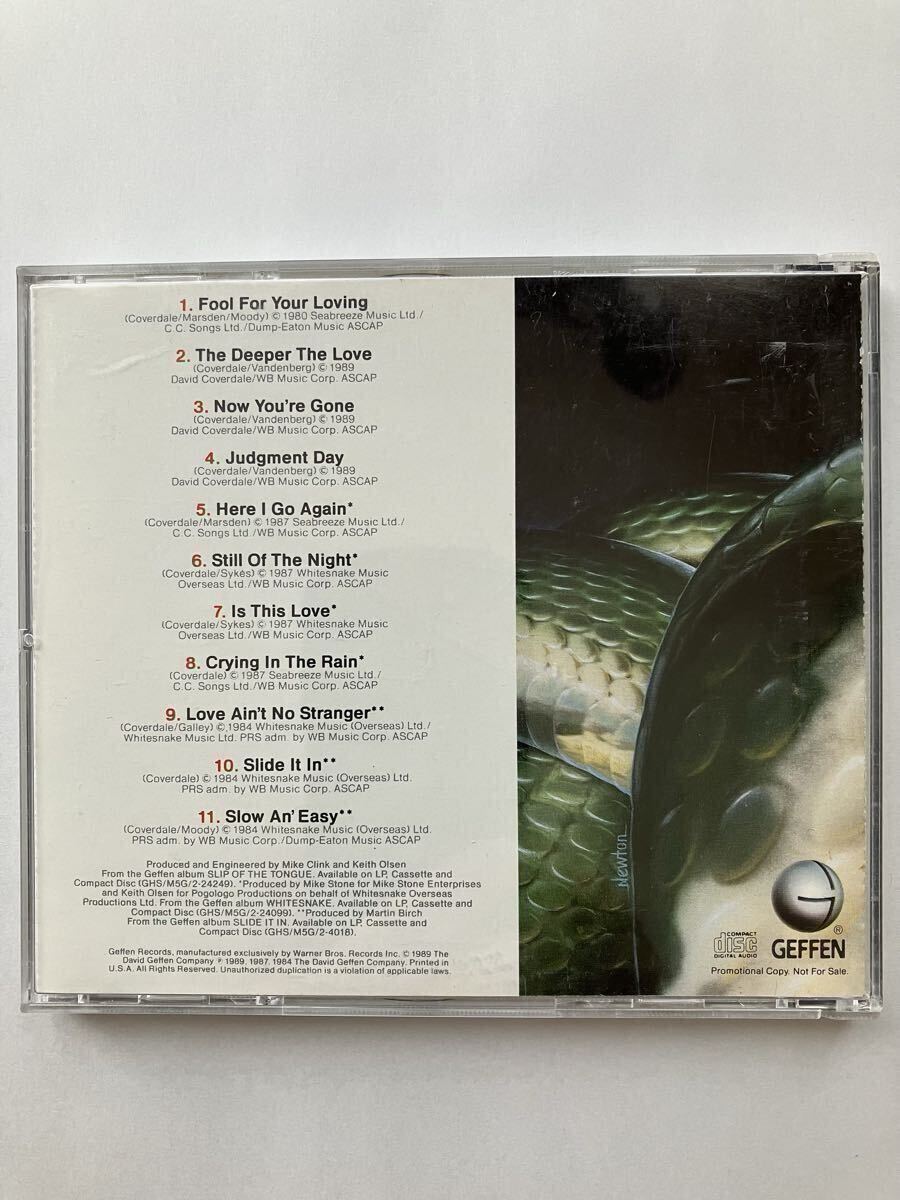 1. Fool For Your Loving
(Coverdale/Marsden/Moody) © 1980 Seabreeze Music Ltd./
C.C. Songs Ltd./Dump-Eaton Music ASCAP
2. The Deeper The Love
(Coverdale/Vandenberg) © 1989
David Coverdale/WB Music Corp. ASCAP
3. Now You're Gone
(Coverdale/Vandenberg) © 1989
David Coverdale/WB Music Corp. ASCAP
4. Judgment Day
(Coverdale/Vandenberg) © 1989
David Coverdale/WB Music Corp. ASCAP
5. Here I Go Again*
(Coverdale/Marsden) © 1987 Seabreeze Music Ltd./
C.C. Songs Ltd./WB Music Corp. ASCAP
6. Still Of The Night*
(Coverdale/Sykes) © 1987 Whitesnake Music
Overseas Ltd./WB Music Corp. ASCAP
7. Is This Love*
(Coverdale/Sykes) © 1987 Whitesnake Music
Overseas Ltd./WB Music Corp. ASCAP
8. Crying In The Rain*
(Coverdale) © 1987 Seabreeze Music Ltd./
C.C. Songs Ltd./WB Music Corp. ASCAP
9. Love Ain't No Stranger**
(Coverdale/Galley) © 1984 Whitesnake Music (Overseas) Ltd./
Whitesnake Music Ltd. PRS adm. by WB Music Corp. ASCAP
10. Slide It In**
(Coverdale) © 1984 Whitesnake Music (Overseas) Ltd.
PRS adm. by WB Music Corp. ASCAP
11. Slow An' Easy**
(Coverdale/Moody) © 1984 Whitesnake Music (Overseas) Ltd.
PRS adm. by WB Music Corp./Dump-Eaton Music ASCAP
Produced and Engineered by Mike Clink and Keith Olsen
From the Geffen album SLIP OF THE TONGUE. Available on LP, Cassette and
Compact Disc (GHS/M5G/2-24249). *Produced by Mike Stone for Mike Stone Enterprises
and Keith Olsen for Pogologo Productions on behalf of Whitesnake Overseas
Productions Ltd. From the Geffen album WHITESNAKE. Available on LP, Cassette and
Compact Disc (GHS/M5G/2-24099). **Produced by Martin Birch
From the Geffen album SLIDE IT IN. Available on LP, Cassette and
Compact Disc (GHS/M5G/2-4018).
Geffen Records, manufactured exclusively by Warner Bros. Records Inc. © 1989 The
David Geffen Company ℗ 1989, 1987, 1984 The David Geffen Company. Printed in
U.S.A. All Rights Reserved. Unauthorized duplication is a violation of applicable laws.
Newton
COMPACT
disc
DIGITAL AUDIO
G
®
GEFFEN
Promotional Copy. Not For Sale.